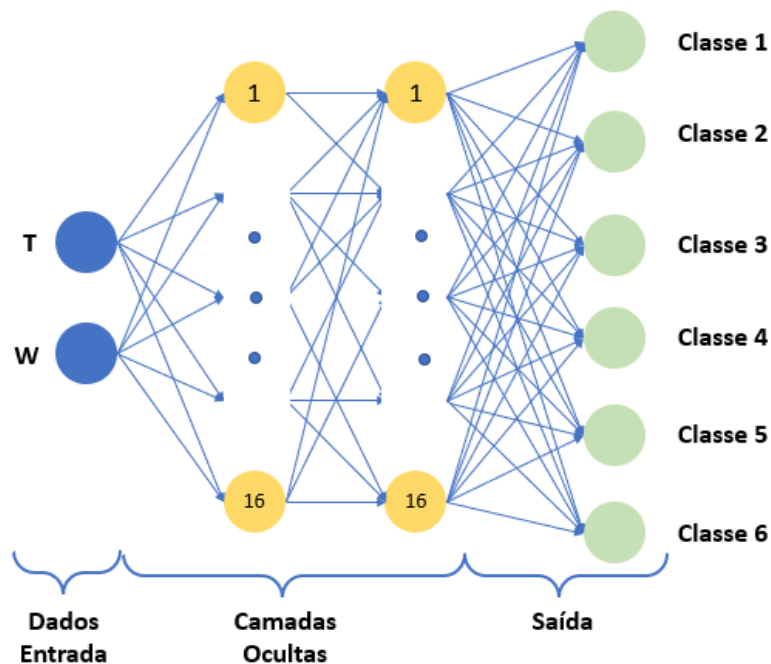 1
1
Classe 1
Classe 2
T
Classe 3
W
Classe 4
Classe 5
16
16
Classe 6
Dados
Entrada
Camadas
Ocultas
Saída